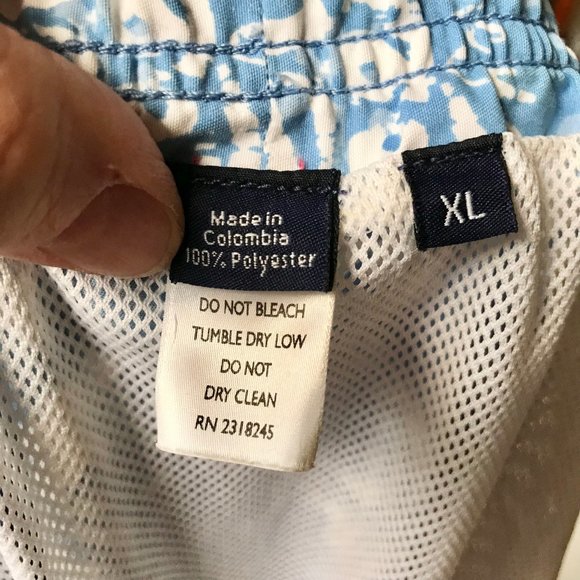 Made in
Colombia
100% Polyester
XL
DO NOT BLEACH
TUMBLE DRY LOW
DO NOT
DRY CLEAN
RN 2318245